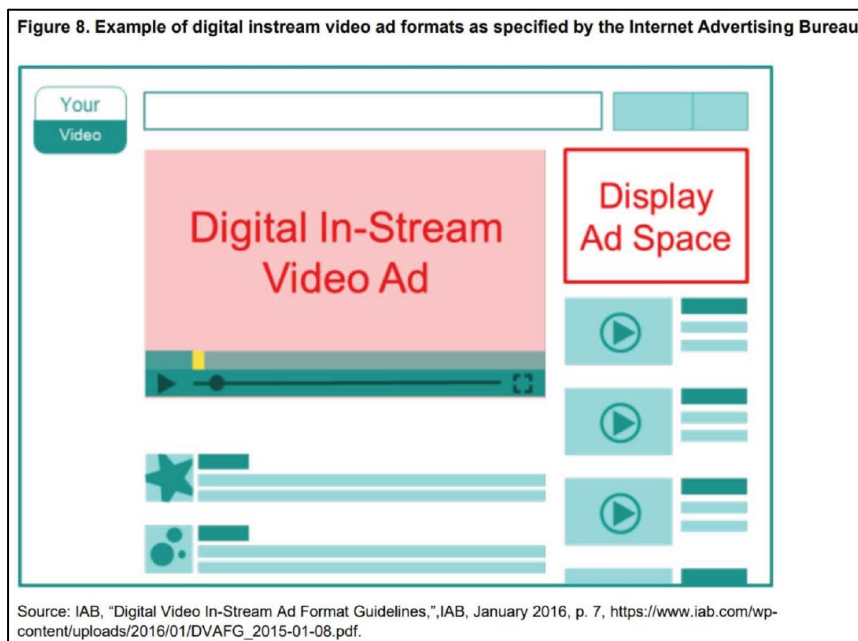 Figure 8. Example of digital instream video ad formats as specified by the Internet Advertising Bureau
Your
Video
Digital In-Stream
Video Ad
Display
Ad Space
Source: IAB, “Digital Video In-Stream Ad Format Guidelines,”,IAB, January 2016, p. 7, https://www.iab.com/wp-
content/uploads/2016/01/DVAFG_2015-01-08.pdf.